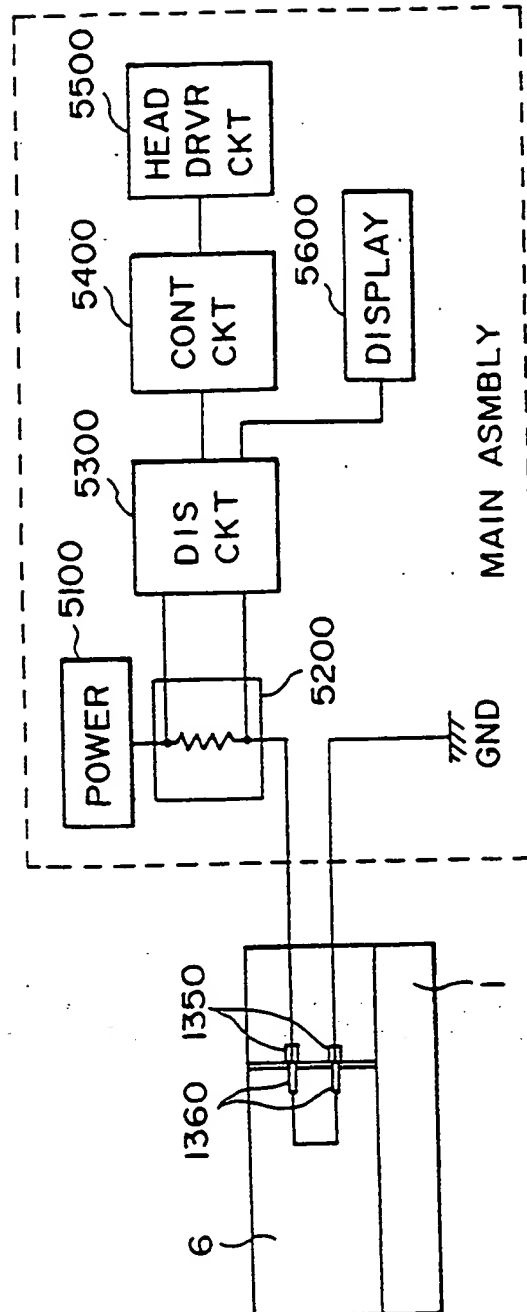 5100
POWER
5200
5300
DIS
CKT
5400
CONT
CKT
5500
HEAD
DRVR
CKT
5600
DISPLAY
MAIN ASMBLY
GND
6
1360
1350
1